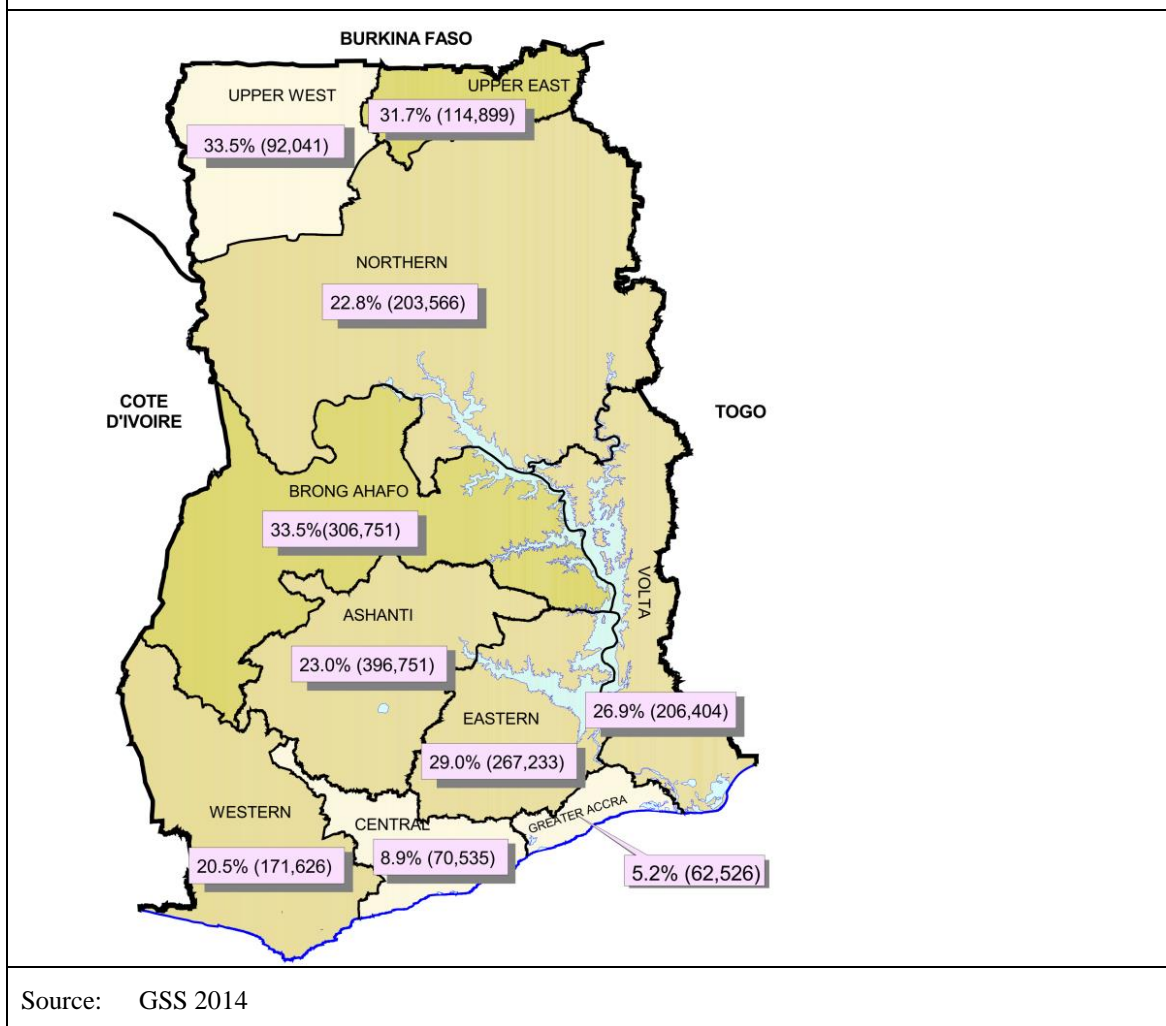 BURKINA FASO
UPPER EAST
UPPER WEST
31.7% (114,899)
33.5% (92,041)
NORTHERN
22.8% (203,566)
COTE
D'IVOIRE
TOGO
BRONG AHAFO
33.5%(306,751)
VOLTA
ASHANTI
23.0% (396,751)
26.9% (206,404)
EASTERN
29.0% (267,233)
WESTERN
CENTRAL
GREATER ACCRA
20.5% (171,626)
8.9% (70,535)
5.2% (62,526)
Source: GSS 2014